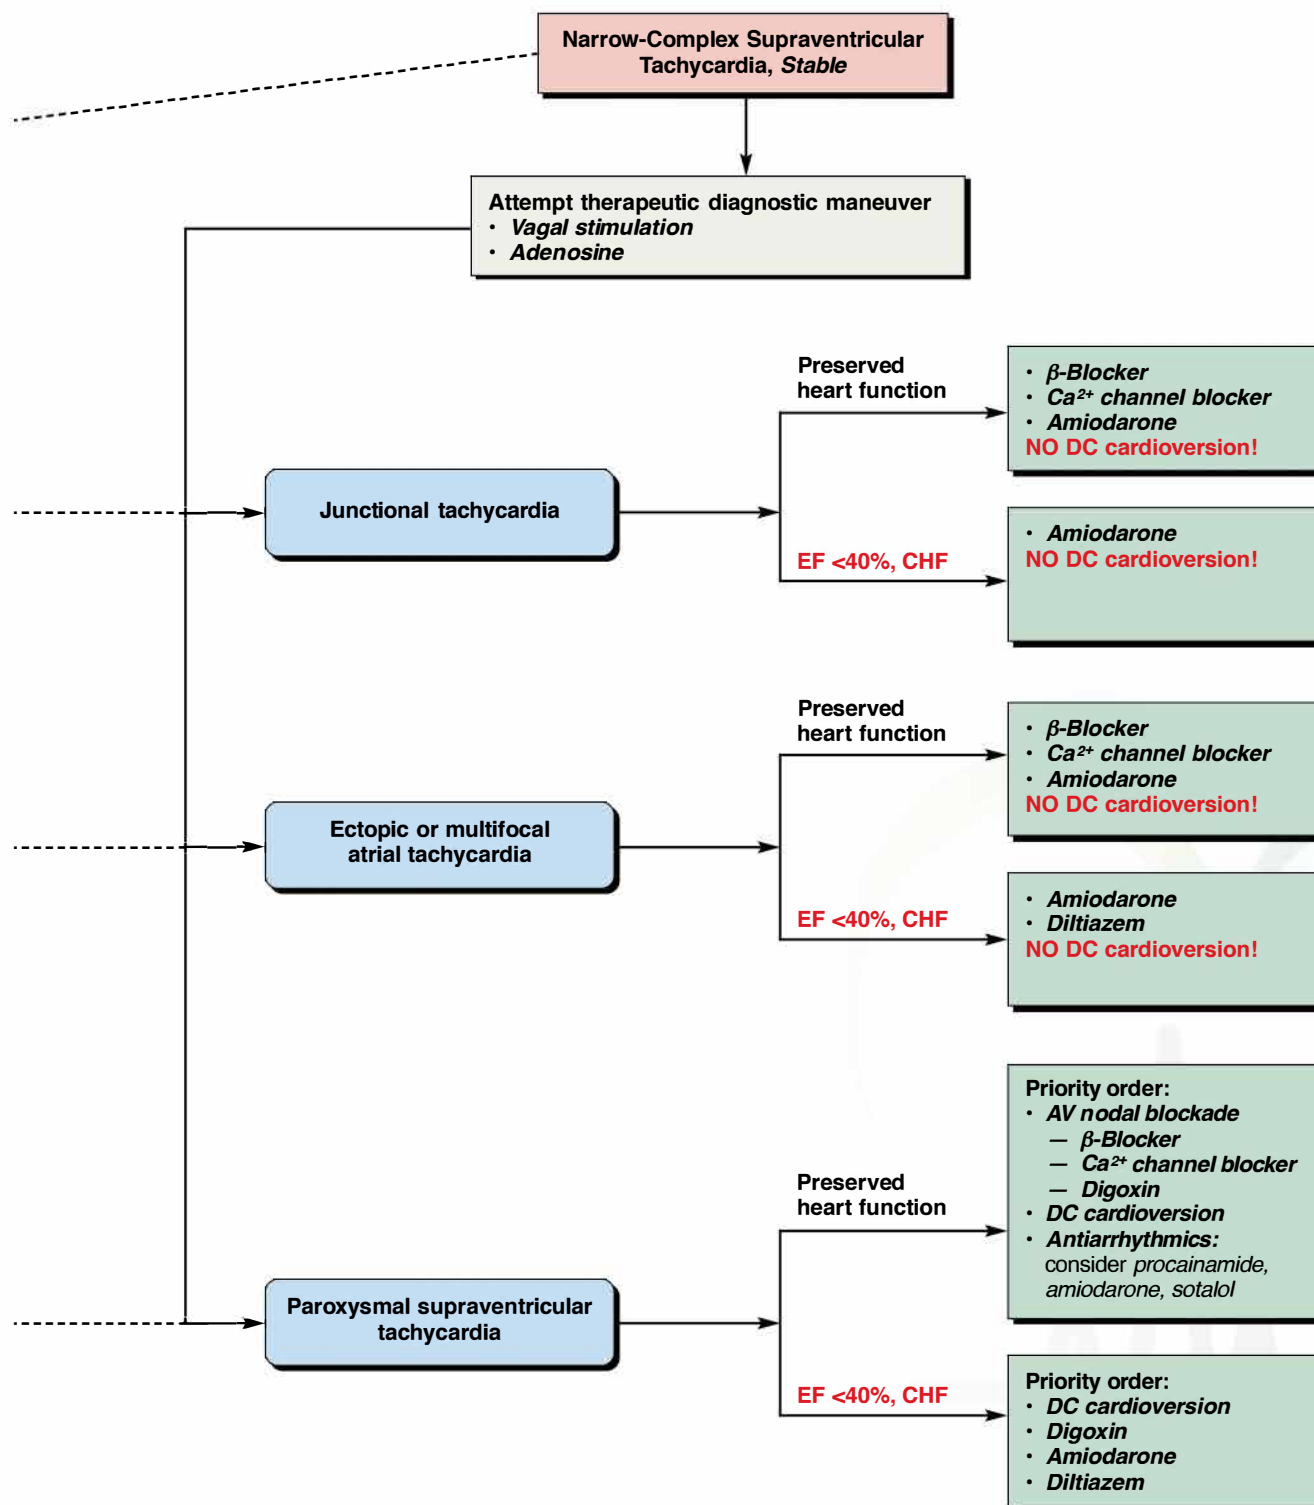 Narrow-Complex Supraventricular
Tachycardia, Stable
Attempt therapeutic diagnostic maneuver
• Vagal stimulation
• Adenosine
Preserved
heart function
• β-Blocker
• Ca²⁺ channel blocker
• Amiodarone
NO DC cardioversion!
Junctional tachycardia
EF <40%, CHF
• Amiodarone
NO DC cardioversion!
Preserved
heart function
• β-Blocker
• Ca²⁺ channel blocker
• Amiodarone
NO DC cardioversion!
Ectopic or multifocal
atrial tachycardia
EF <40%, CHF
• Amiodarone
• Diltiazem
NO DC cardioversion!
Preserved
heart function
Priority order:
• AV nodal blockade
— β-Blocker
— Ca²⁺ channel blocker
— Digoxin
• DC cardioversion
• Antiarrhythmics:
consider procainamide,
amiodarone, sotalol
Paroxysmal supraventricular
tachycardia
EF <40%, CHF
Priority order:
• DC cardioversion
• Digoxin
• Amiodarone
• Diltiazem